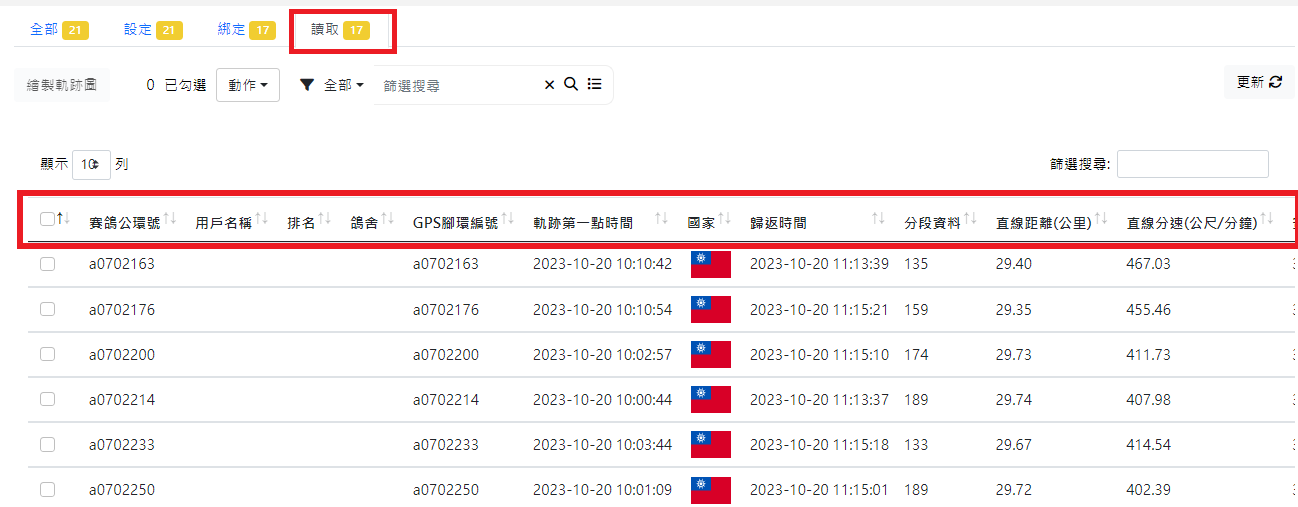 全部 21 設定 21 綁定 17 讀取 17
繪製軌跡圖 0 已勾選 動作 全部 篩選搜尋 更新
顯示 10 列 篩選搜尋:
賽鴿公環號 用戶名稱 排名 鴿舍 GPS腳環編號 軌跡第一點時間 國家 歸返時間 分段資料 直線距離(公里) 直線分速(公尺/分鐘)
a0702163 a0702163 2023-10-20 10:10:42 2023-10-20 11:13:39 135 29.40 467.03
a0702176 a0702176 2023-10-20 10:10:54 2023-10-20 11:15:21 159 29.35 455.46
a0702200 a0702200 2023-10-20 10:02:57 2023-10-20 11:15:10 174 29.73 411.73
a0702214 a0702214 2023-10-20 10:00:44 2023-10-20 11:13:37 189 29.74 407.98
a0702233 a0702233 2023-10-20 10:03:44 2023-10-20 11:15:18 133 29.67 414.54
a0702250 a0702250 2023-10-20 10:01:09 2023-10-20 11:15:01 189 29.72 402.39